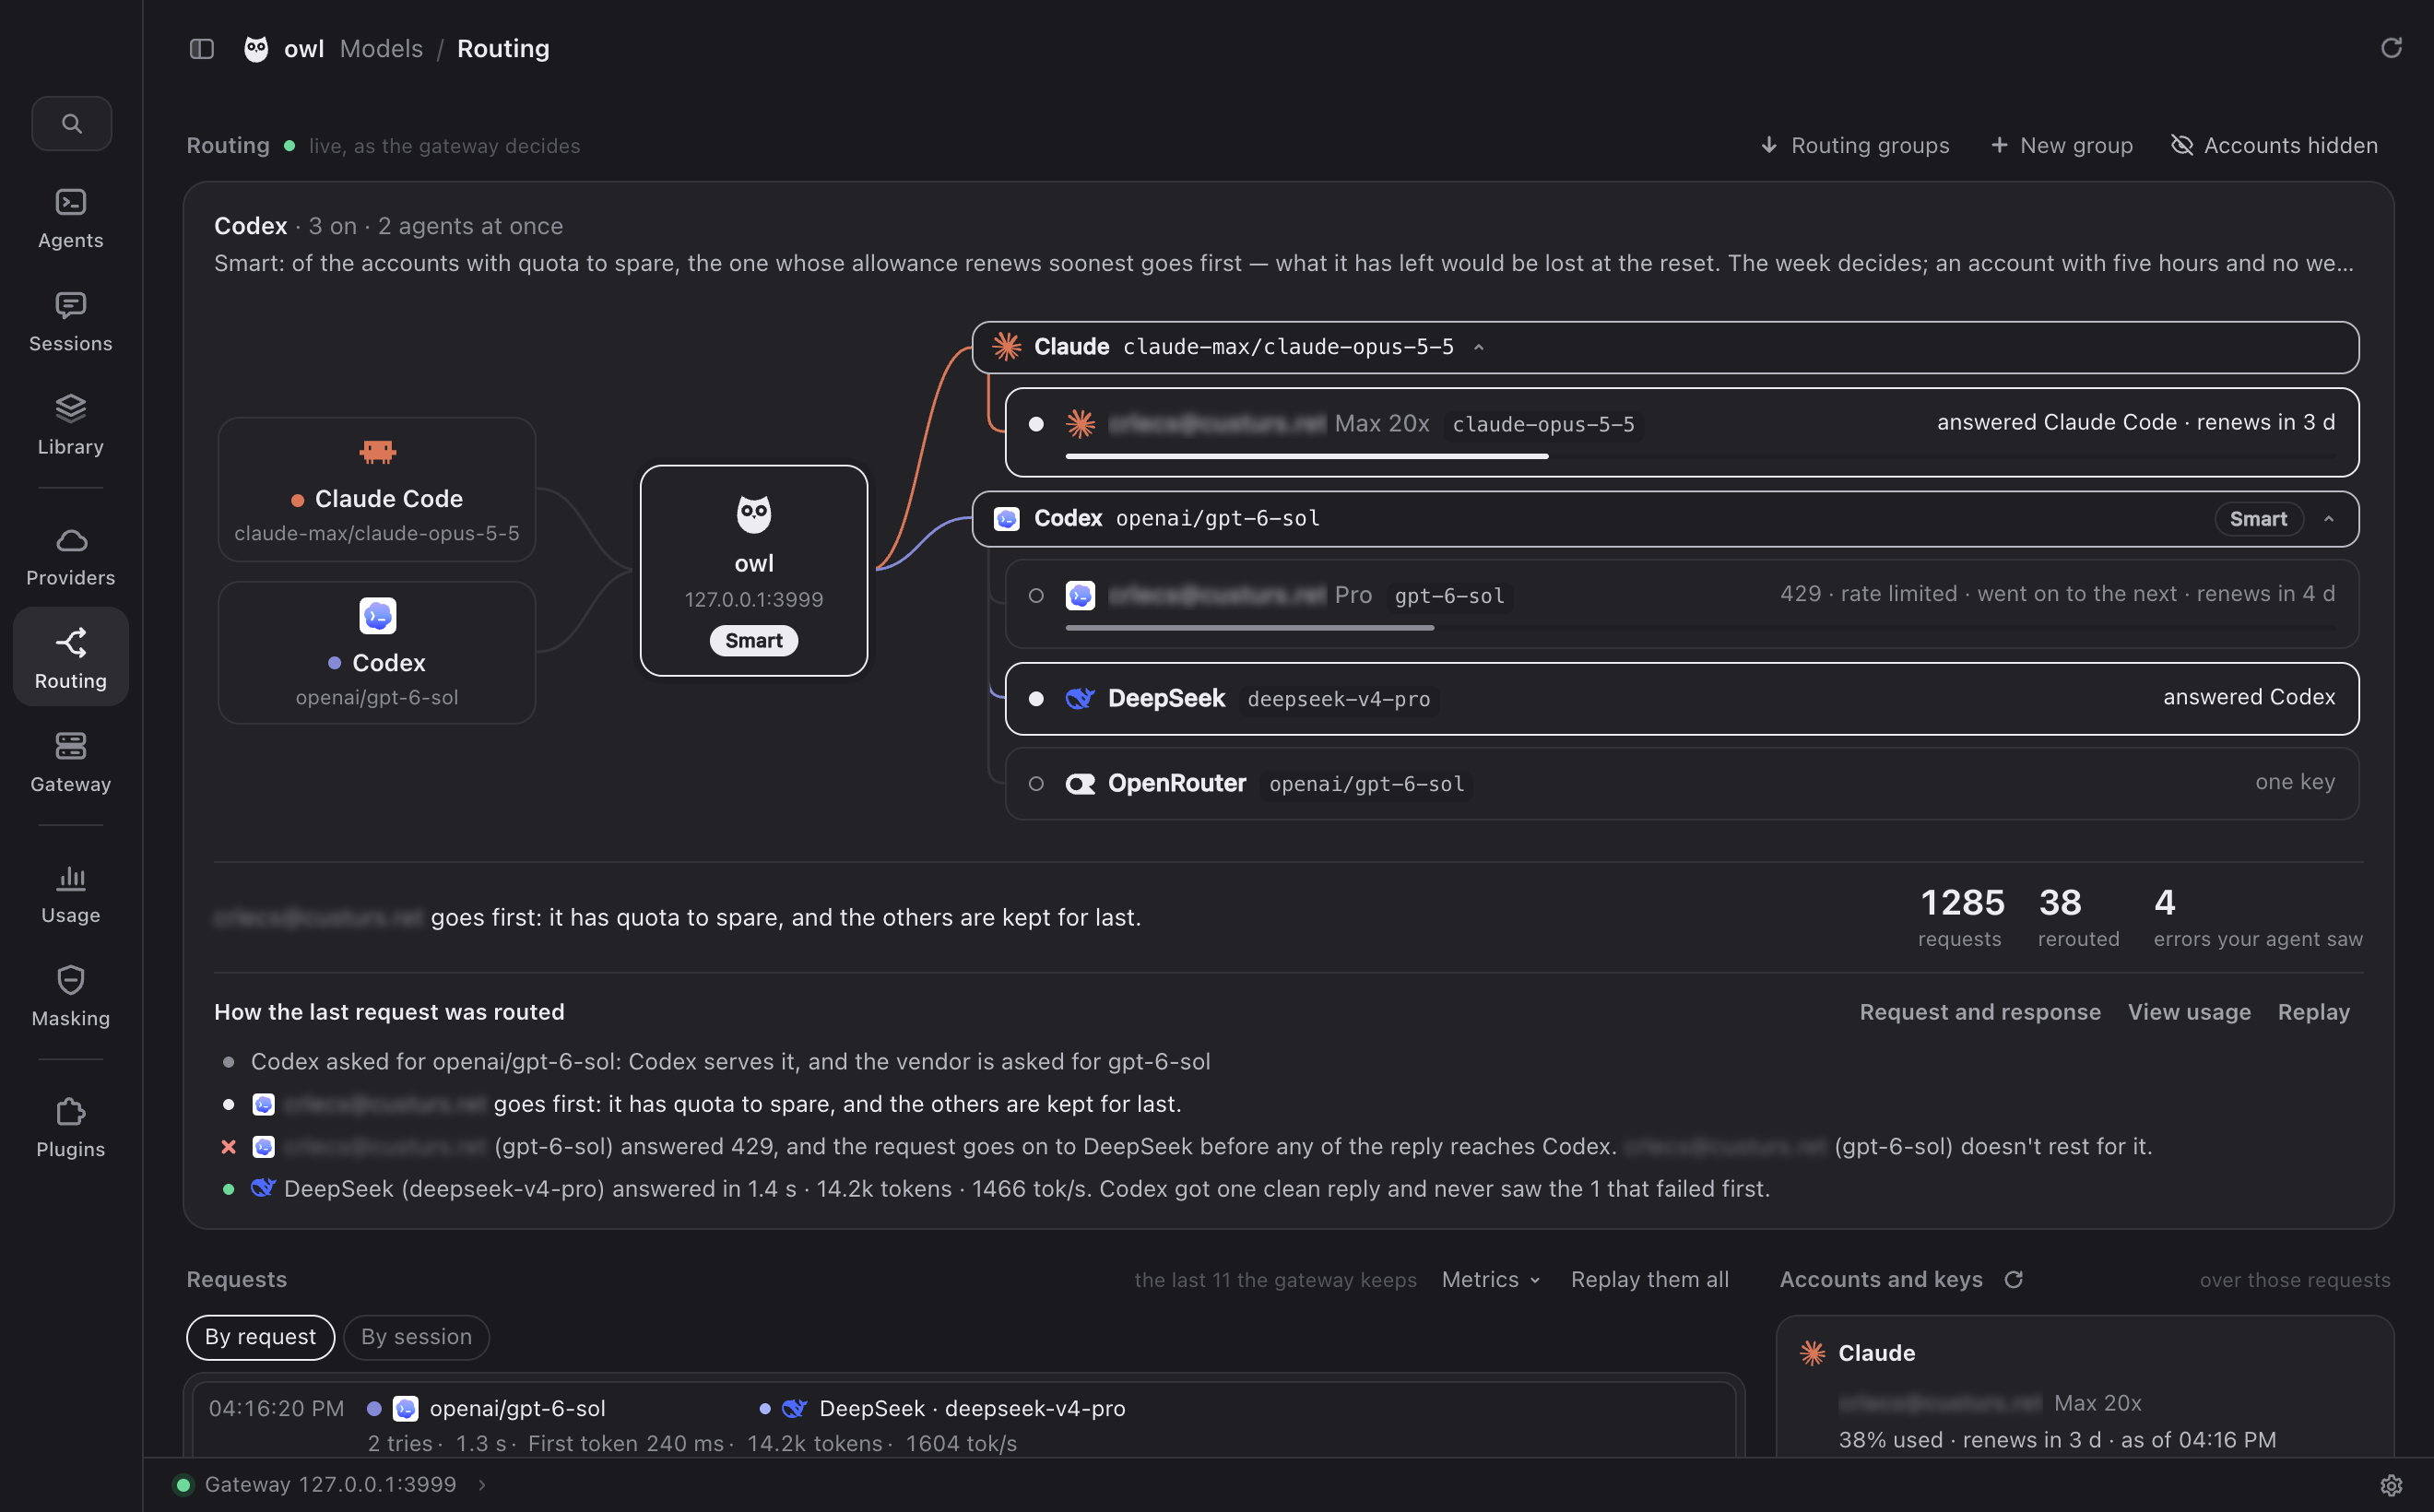 owl Models / Routing
Routing live, as the gateway decides
Routing groups New group Accounts hidden
Agents
Sessions
Library
Providers
Routing
Gateway
Usage
Masking
Plugins
Codex · 3 on · 2 agents at once
Smart: of the accounts with quota to spare, the one whose allowance renews soonest goes first — what it has left would be lost at the reset. The week decides; an account with five hours and no we...
Claude Code
claude-max/claude-opus-5-5
Codex
openai/gpt-6-sol
owl
127.0.0.1:3999
Smart
Claude claude-max/claude-opus-5-5
Max 20x claude-opus-5-5 answered Claude Code · renews in 3 d
Codex openai/gpt-6-sol Smart
Pro gpt-6-sol 429 · rate limited · went on to the next · renews in 4 d
DeepSeek deepseek-v4-pro answered Codex
OpenRouter openai/gpt-6-sol one key
goes first: it has quota to spare, and the others are kept for last.
1285 requests
38 rerouted
4 errors your agent saw
How the last request was routed
Request and response View usage Replay
Codex asked for openai/gpt-6-sol: Codex serves it, and the vendor is asked for gpt-6-sol
goes first: it has quota to spare, and the others are kept for last.
(gpt-6-sol) answered 429, and the request goes on to DeepSeek before any of the reply reaches Codex. (gpt-6-sol) doesn't rest for it.
DeepSeek (deepseek-v4-pro) answered in 1.4 s · 14.2k tokens · 1466 tok/s. Codex got one clean reply and never saw the 1 that failed first.
Requests the last 11 the gateway keeps Metrics Replay them all
By request By session
04:16:20 PM openai/gpt-6-sol DeepSeek · deepseek-v4-pro
2 tries · 1.3 s · First token 240 ms · 14.2k tokens · 1604 tok/s
Accounts and keys over those requests
Claude
Max 20x
38% used · renews in 3 d · as of 04:16 PM
Gateway 127.0.0.1:3999